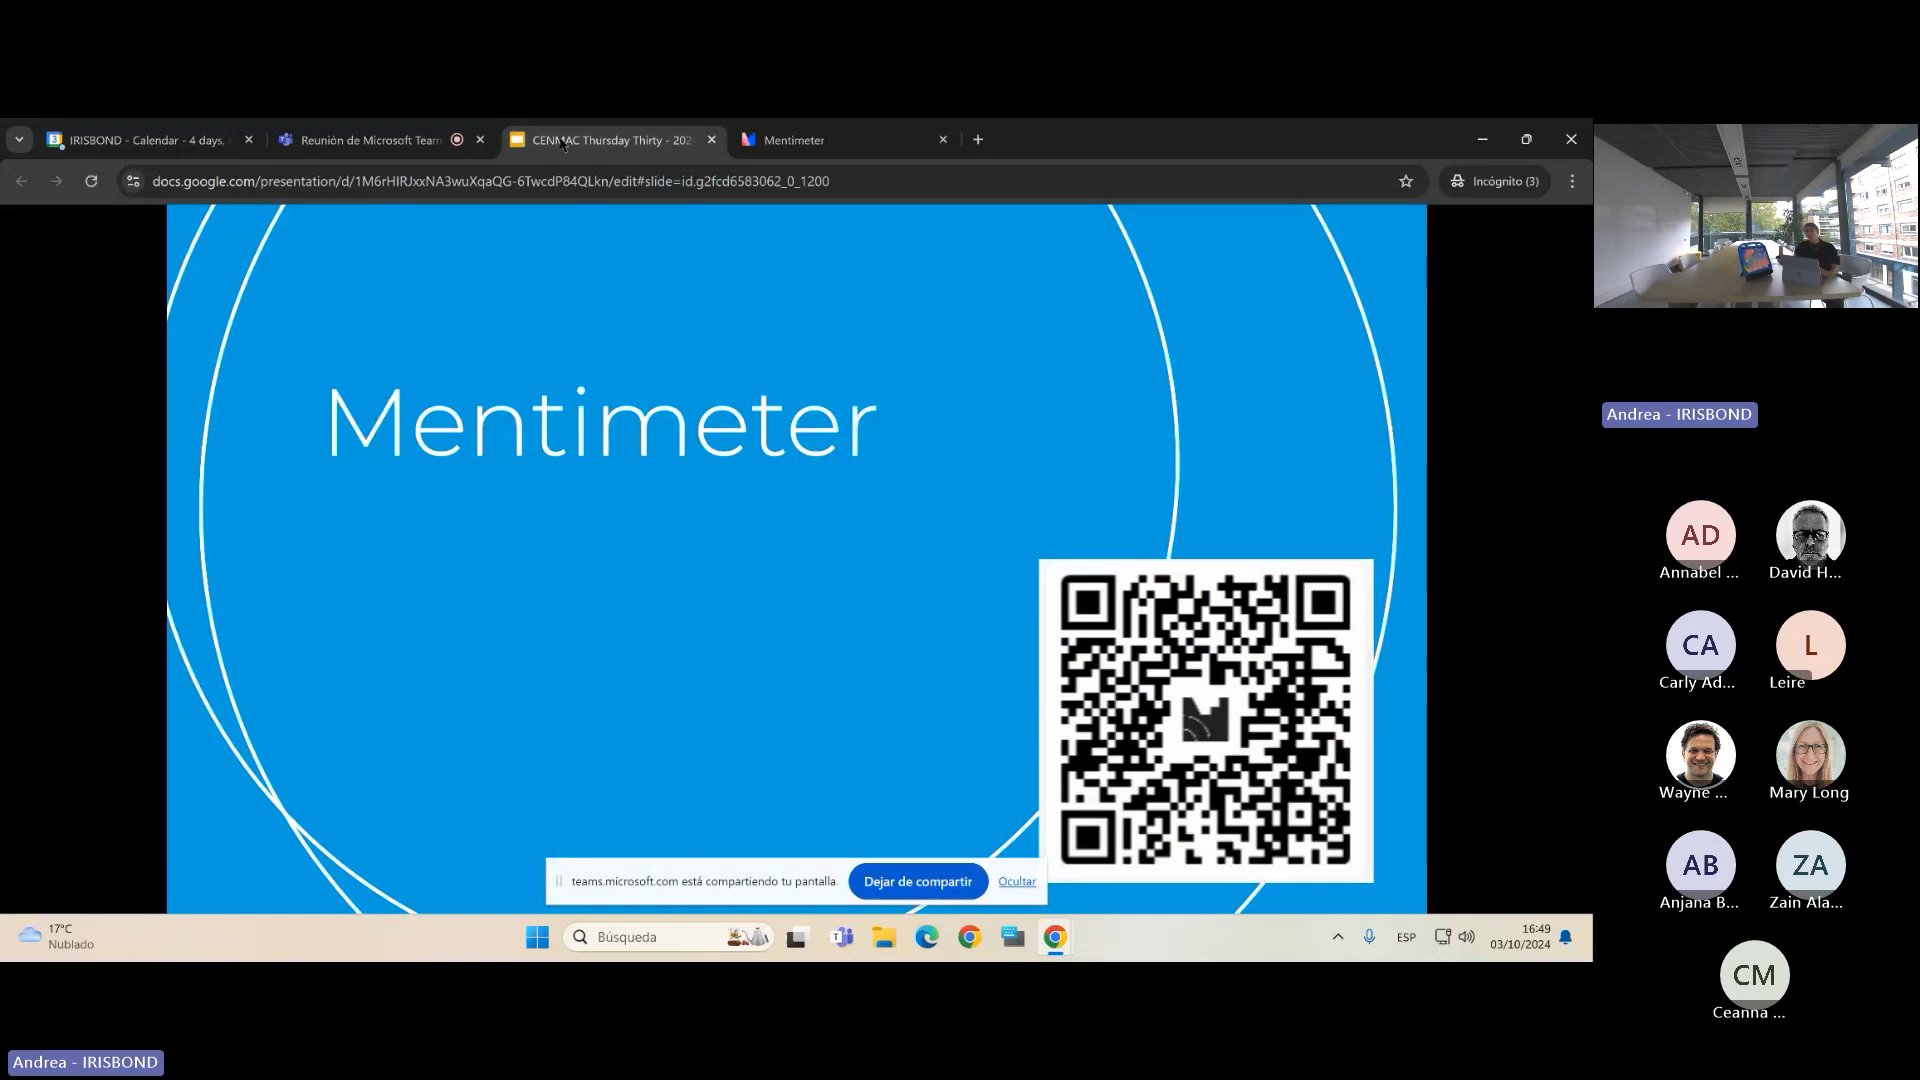 IRISBOND - Calendar - 4 days,
Reunión de Microsoft Team
CENMAC Thursday Thirty - 202
Mentimeter
docs.google.com/presentation/d/1M6rHIRJxxNA3wuXqaQG-6TwcdP84QLkn/edit#slide=id.g2fcd6583062_0_1200
Incógnito (3)
Mentimeter
teams.microsoft.com está compartiendo tu pantalla.
Dejar de compartir
Ocultar
17°C
Nublado
Búsqueda
ESP
16:49
03/10/2024
Andrea - IRISBOND
AD
Annabel ...
David H...
CA
Carly Ad...
L
Leire
Wayne ...
Mary Long
AB
Anjana B...
ZA
Zain Ala...
CM
Ceanna ...
Andrea - IRISBOND